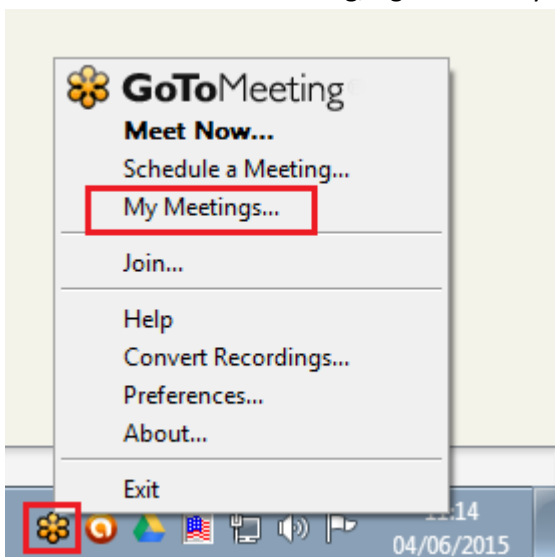 GoToMeeting
Meet Now...
Schedule a Meeting...
My Meetings...
Join...
Help
Convert Recordings...
Preferences...
About...
Exit
04/06/2015